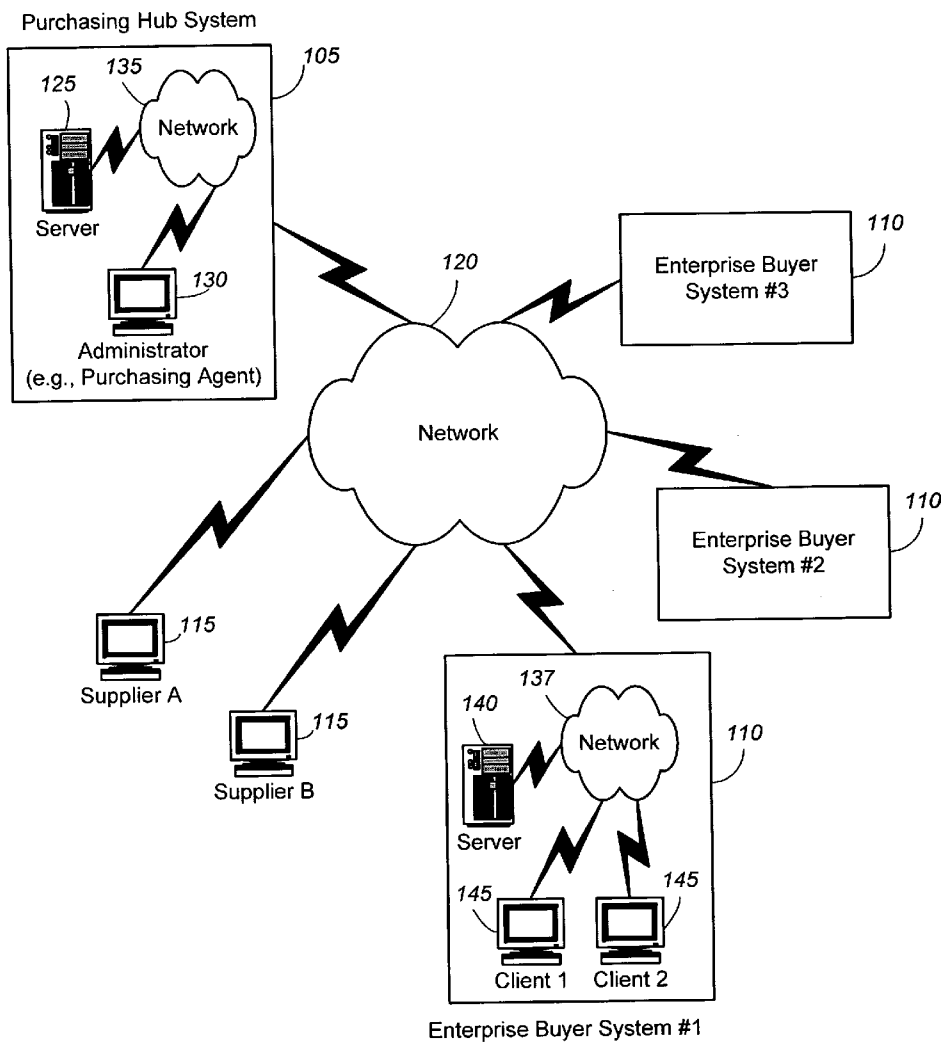 Purchasing Hub System
125
135
105
Network
Server
130
Administrator
(e.g., Purchasing Agent)
120
Network
110
Enterprise Buyer
System #3
110
Enterprise Buyer
System #2
115
Supplier A
115
Supplier B
137
140
110
Network
Server
145
145
Client 1
Client 2
Enterprise Buyer System #1